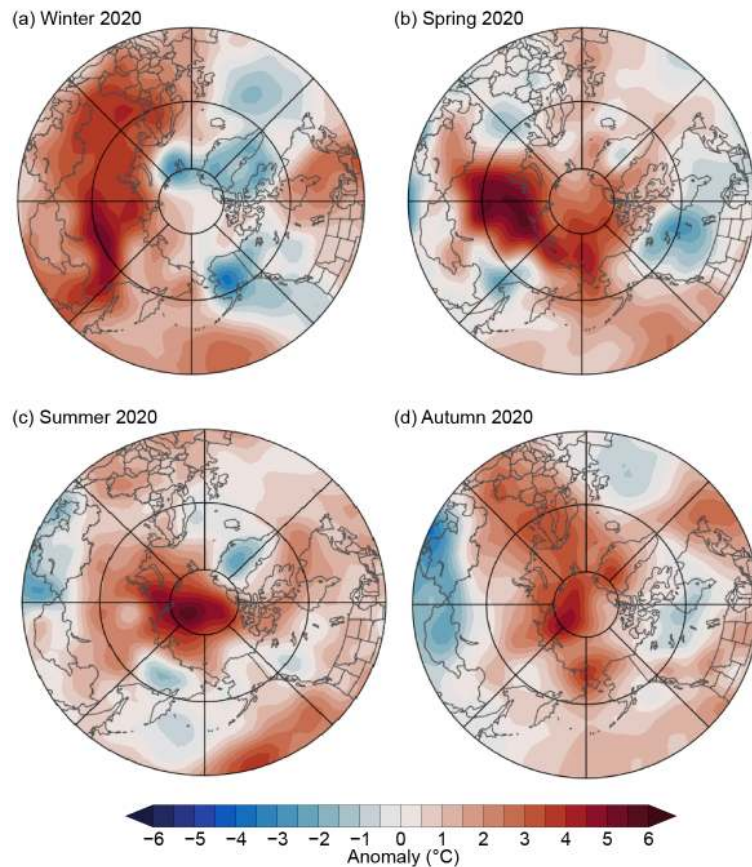 (a) Winter 2020
(b) Spring 2020
(c) Summer 2020
(d) Autumn 2020
−6 −5 −4 −3 −2 −1 0 1 2 3 4 5 6
Anomaly (°C)